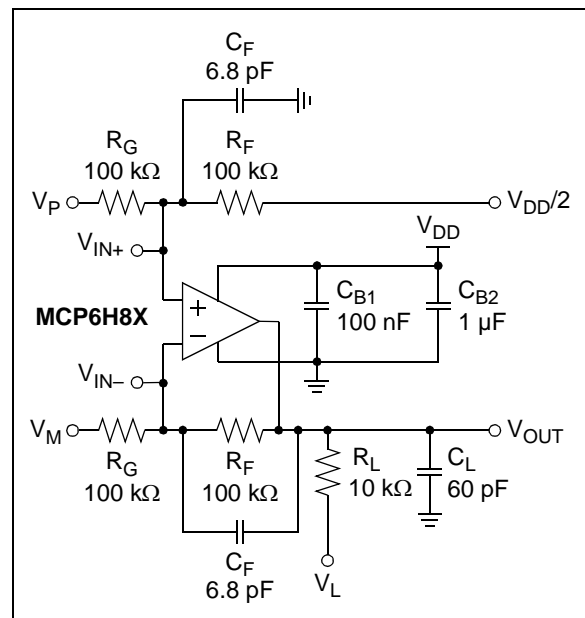 C_F
6.8 pF
R_G
100 kΩ
R_F
100 kΩ
V_P
V_DD/2
V_IN+
V_DD
MCP6H8X
+
−
C_B1
100 nF
C_B2
1 µF
V_IN−
V_M
V_OUT
R_G
100 kΩ
R_F
100 kΩ
R_L
10 kΩ
C_L
60 pF
C_F
6.8 pF
V_L